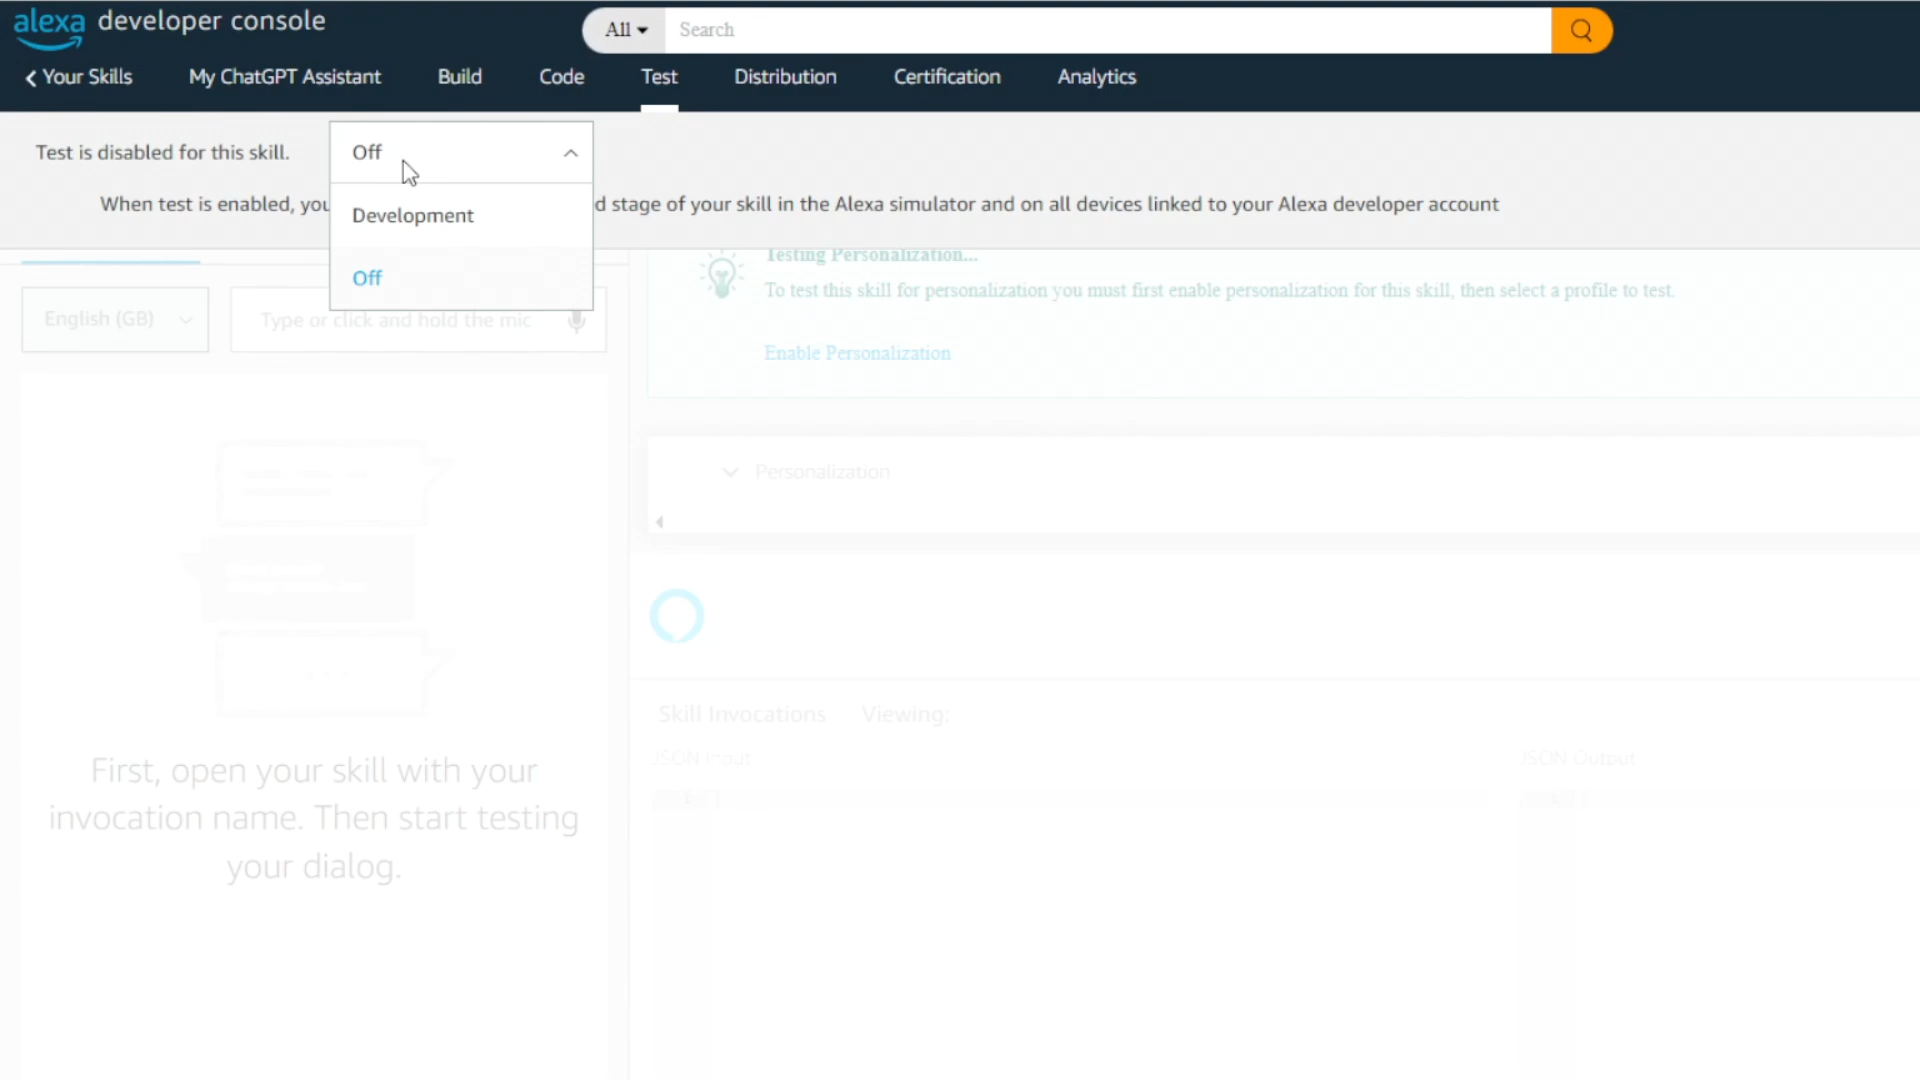 alexa developer console
All
Search
Your Skills
My ChatGPT Assistant
Build
Code
Test
Distribution
Certification
Analytics
Test is disabled for this skill.
Off
When test is enabled, you
d stage of your skill in the Alexa simulator and on all devices linked to your Alexa developer account
Development
Off
Testing Personalization...
To test this skill for personalization you must first enable personalization for this skill, then select a profile to test.
Enable Personalization
English (GB)
Type or click and hold the mic
Personalization
First, open your skill with your
invocation name. Then start testing
your dialog.
Skill Invocations
Viewing:
JSON Input
JSON Output